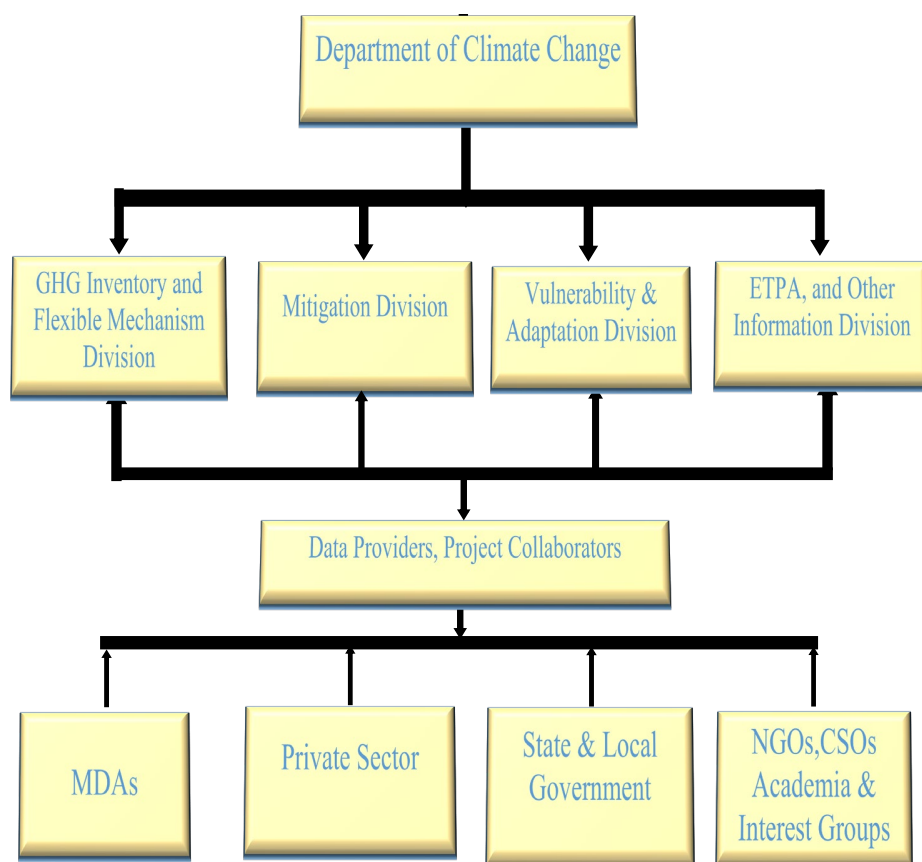 Department of Climate Change
GHG Inventory and
Flexible Mechanism
Division
Mitigation Division
Vulnerability &
Adaptation Division
ETPA, and Other
Information Division
Data Providers, Project Collaborators
MDAs
Private Sector
State & Local
Government
NGOs,CSOs
Academia &
Interest Groups